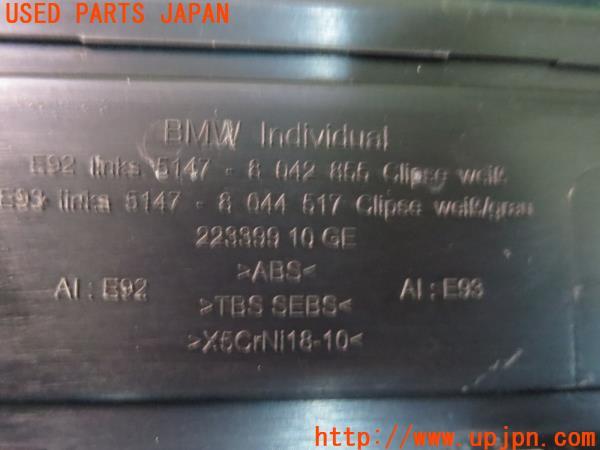 USED PARTS JAPAN
BMW Individual
E92 links 5147 - 8 042 855 Clipse weiß
E93 links 5147 - 8 044 517 Clipse weiß/grau
223399 10 GE
>ABS<
AI : E92
>TBS SEBS<
AI : E93
>X5CrNi18-10<
http://www.upjpn.com